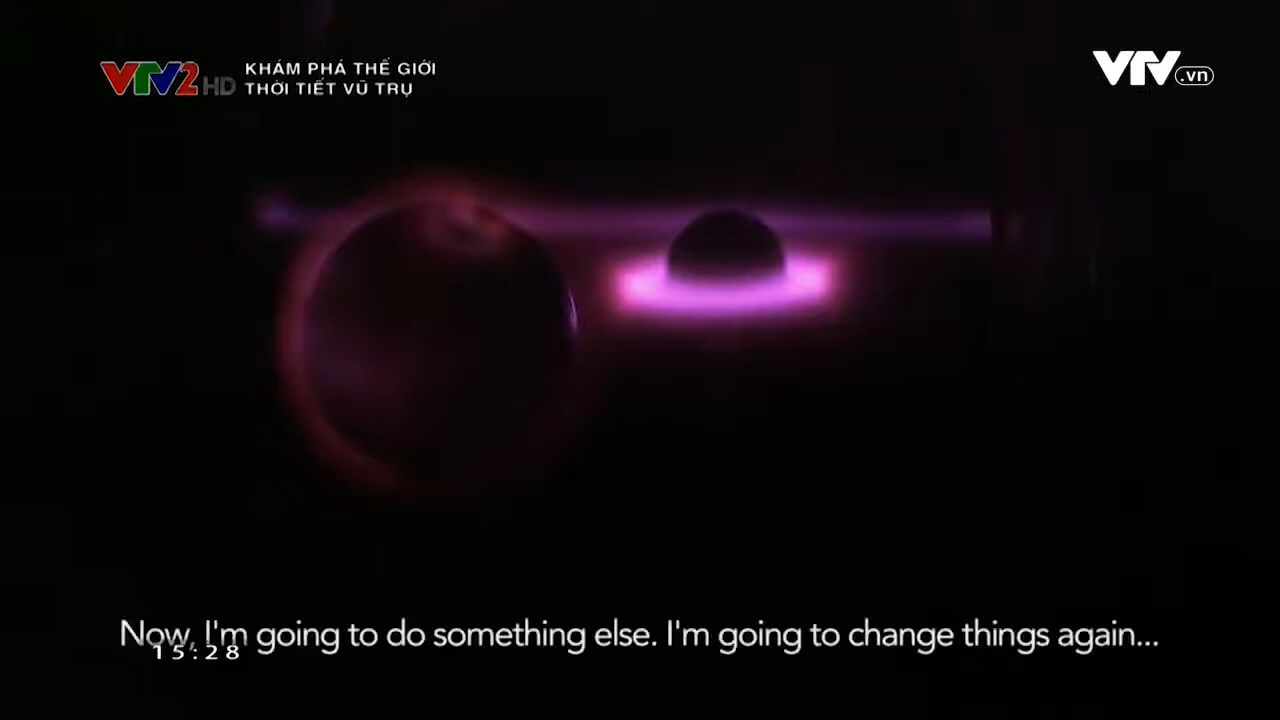 VTV2HD
KHÁM PHÁ THẾ GIỚI
THỜI TIẾT VŨ TRỤ
VTV.vn
Now, I'm going to do something else. I'm going to change things again...
15:28